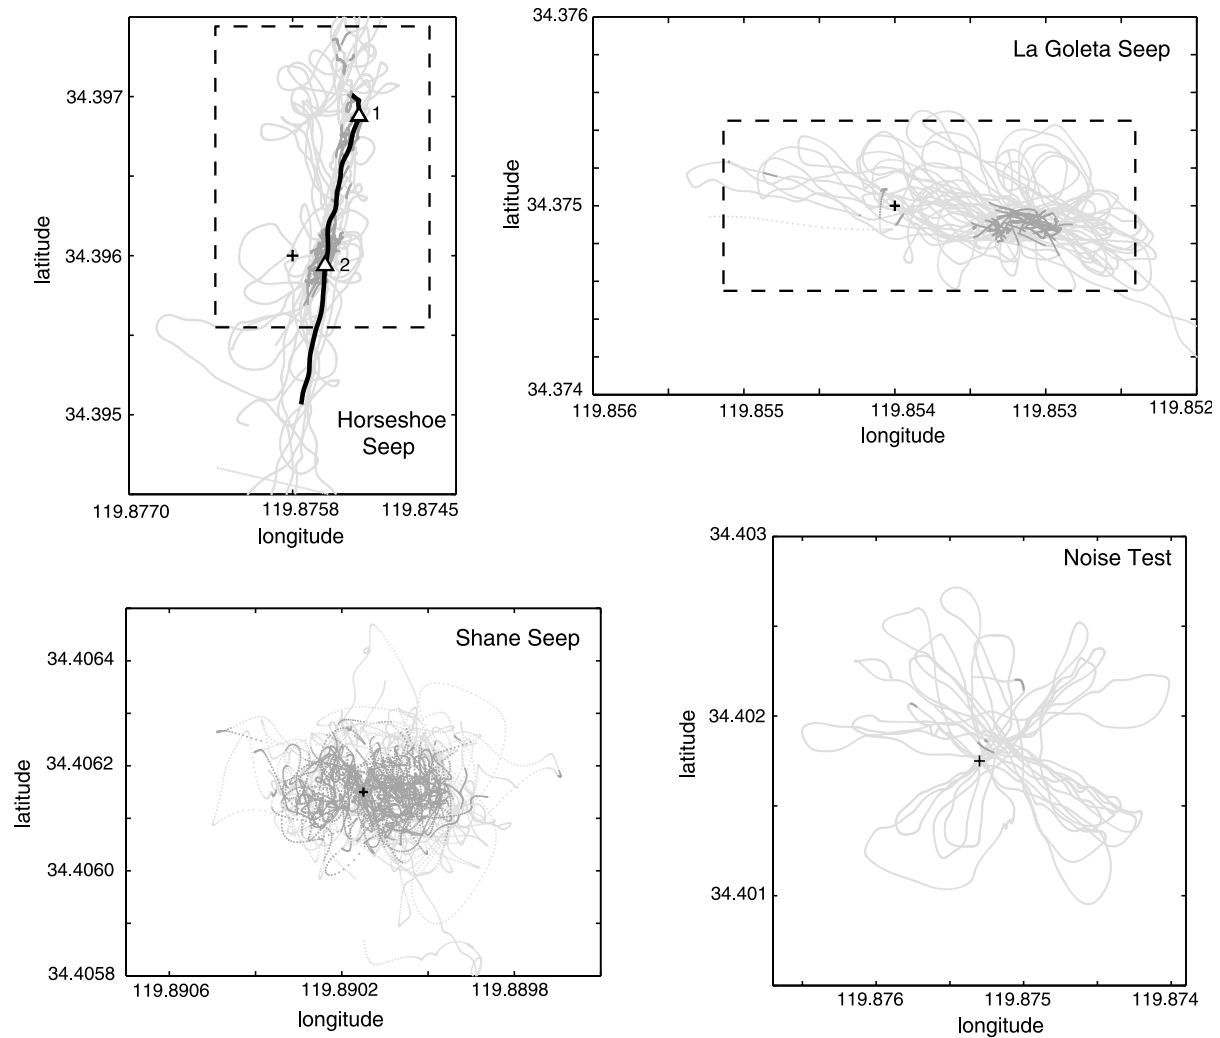 34.397
34.396
34.395
latitude
1
2
Horseshoe
Seep
119.8770
119.8758
119.8745
longitude
34.376
34.375
34.374
latitude
La Goleta Seep
119.856
119.855
119.854
119.853
119.852
longitude
34.4064
34.4062
34.4060
34.4058
latitude
Shane Seep
119.8906
119.8902
119.8898
longitude
34.403
34.402
34.401
latitude
Noise Test
119.876
119.875
119.874
longitude